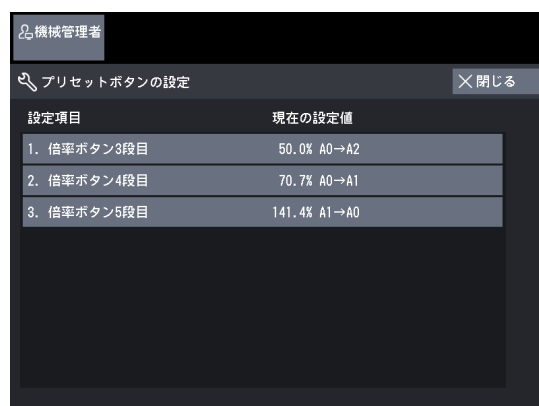 機械管理者
プリセットボタンの設定 閉じる
設定項目 現在の設定値
1. 倍率ボタン3段目 50.0% A0→A2
2. 倍率ボタン4段目 70.7% A0→A1
3. 倍率ボタン5段目 141.4% A1→A0